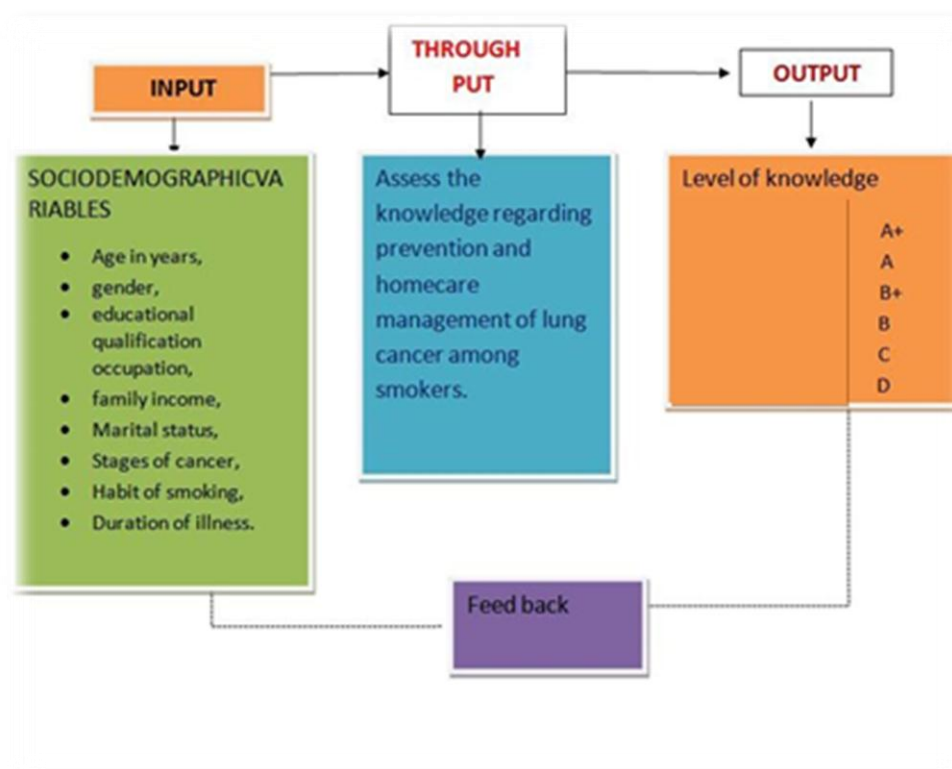 INPUT
THROUGH
PUT
OUTPUT
SOCIODEMOGRAPHICVA
RIABLES
• Age in years,
• gender,
• educational
qualification
occupation,
• family income,
• Marital status,
• Stages of cancer,
• Habit of smoking,
• Duration of illness.
Assess the
knowledge regarding
prevention and
homecare
management of lung
cancer among
smokers.
Level of knowledge
A+
A
B+
B
C
D
Feed back